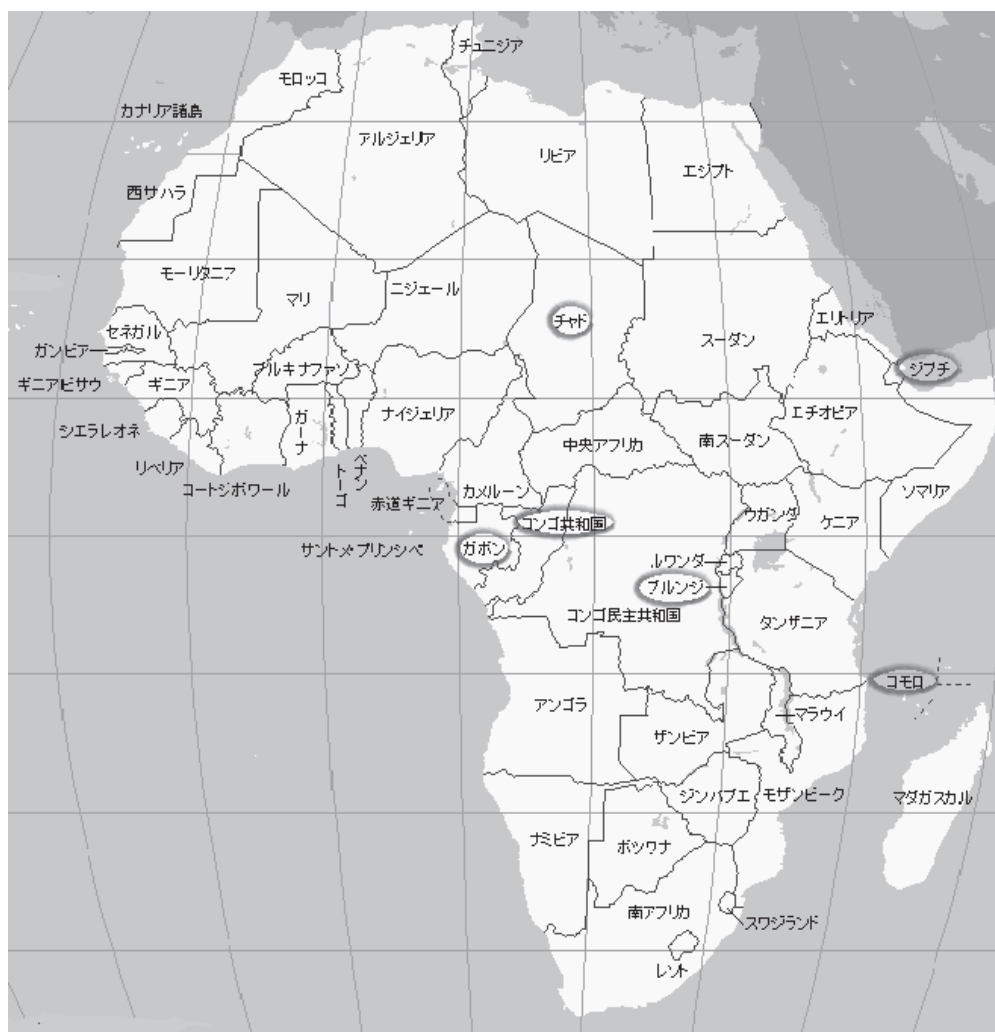 チュニジア
モロッコ
カナリア諸島
アルジェリア
リビア
エジプト
西サハラ
モーリタニア
ニジェール
マリ
チャド
エリトリア
セネガル
スーダン
ガンビア
ブルキナファソ
ジブチ
ギニアビサウ
ギニア
ナイジェリア
エチオピア
ガーナ
シエラレオネ
中央アフリカ
南スーダン
リベリア
ベナン
トーゴ
コートジボワール
カメルーン
赤道ギニア
ソマリア
ウガンダ
ケニア
コンゴ共和国
サントメ・プリンシペ
ガボン
ルワンダ
ブルンジ
コンゴ民主共和国
タンザニア
コモロ
アンゴラ
マラウイ
ザンビア
ジンバブエ
モザンビーク
マダガスカル
ナミビア
ボツワナ
南アフリカ
スワジランド
レソト